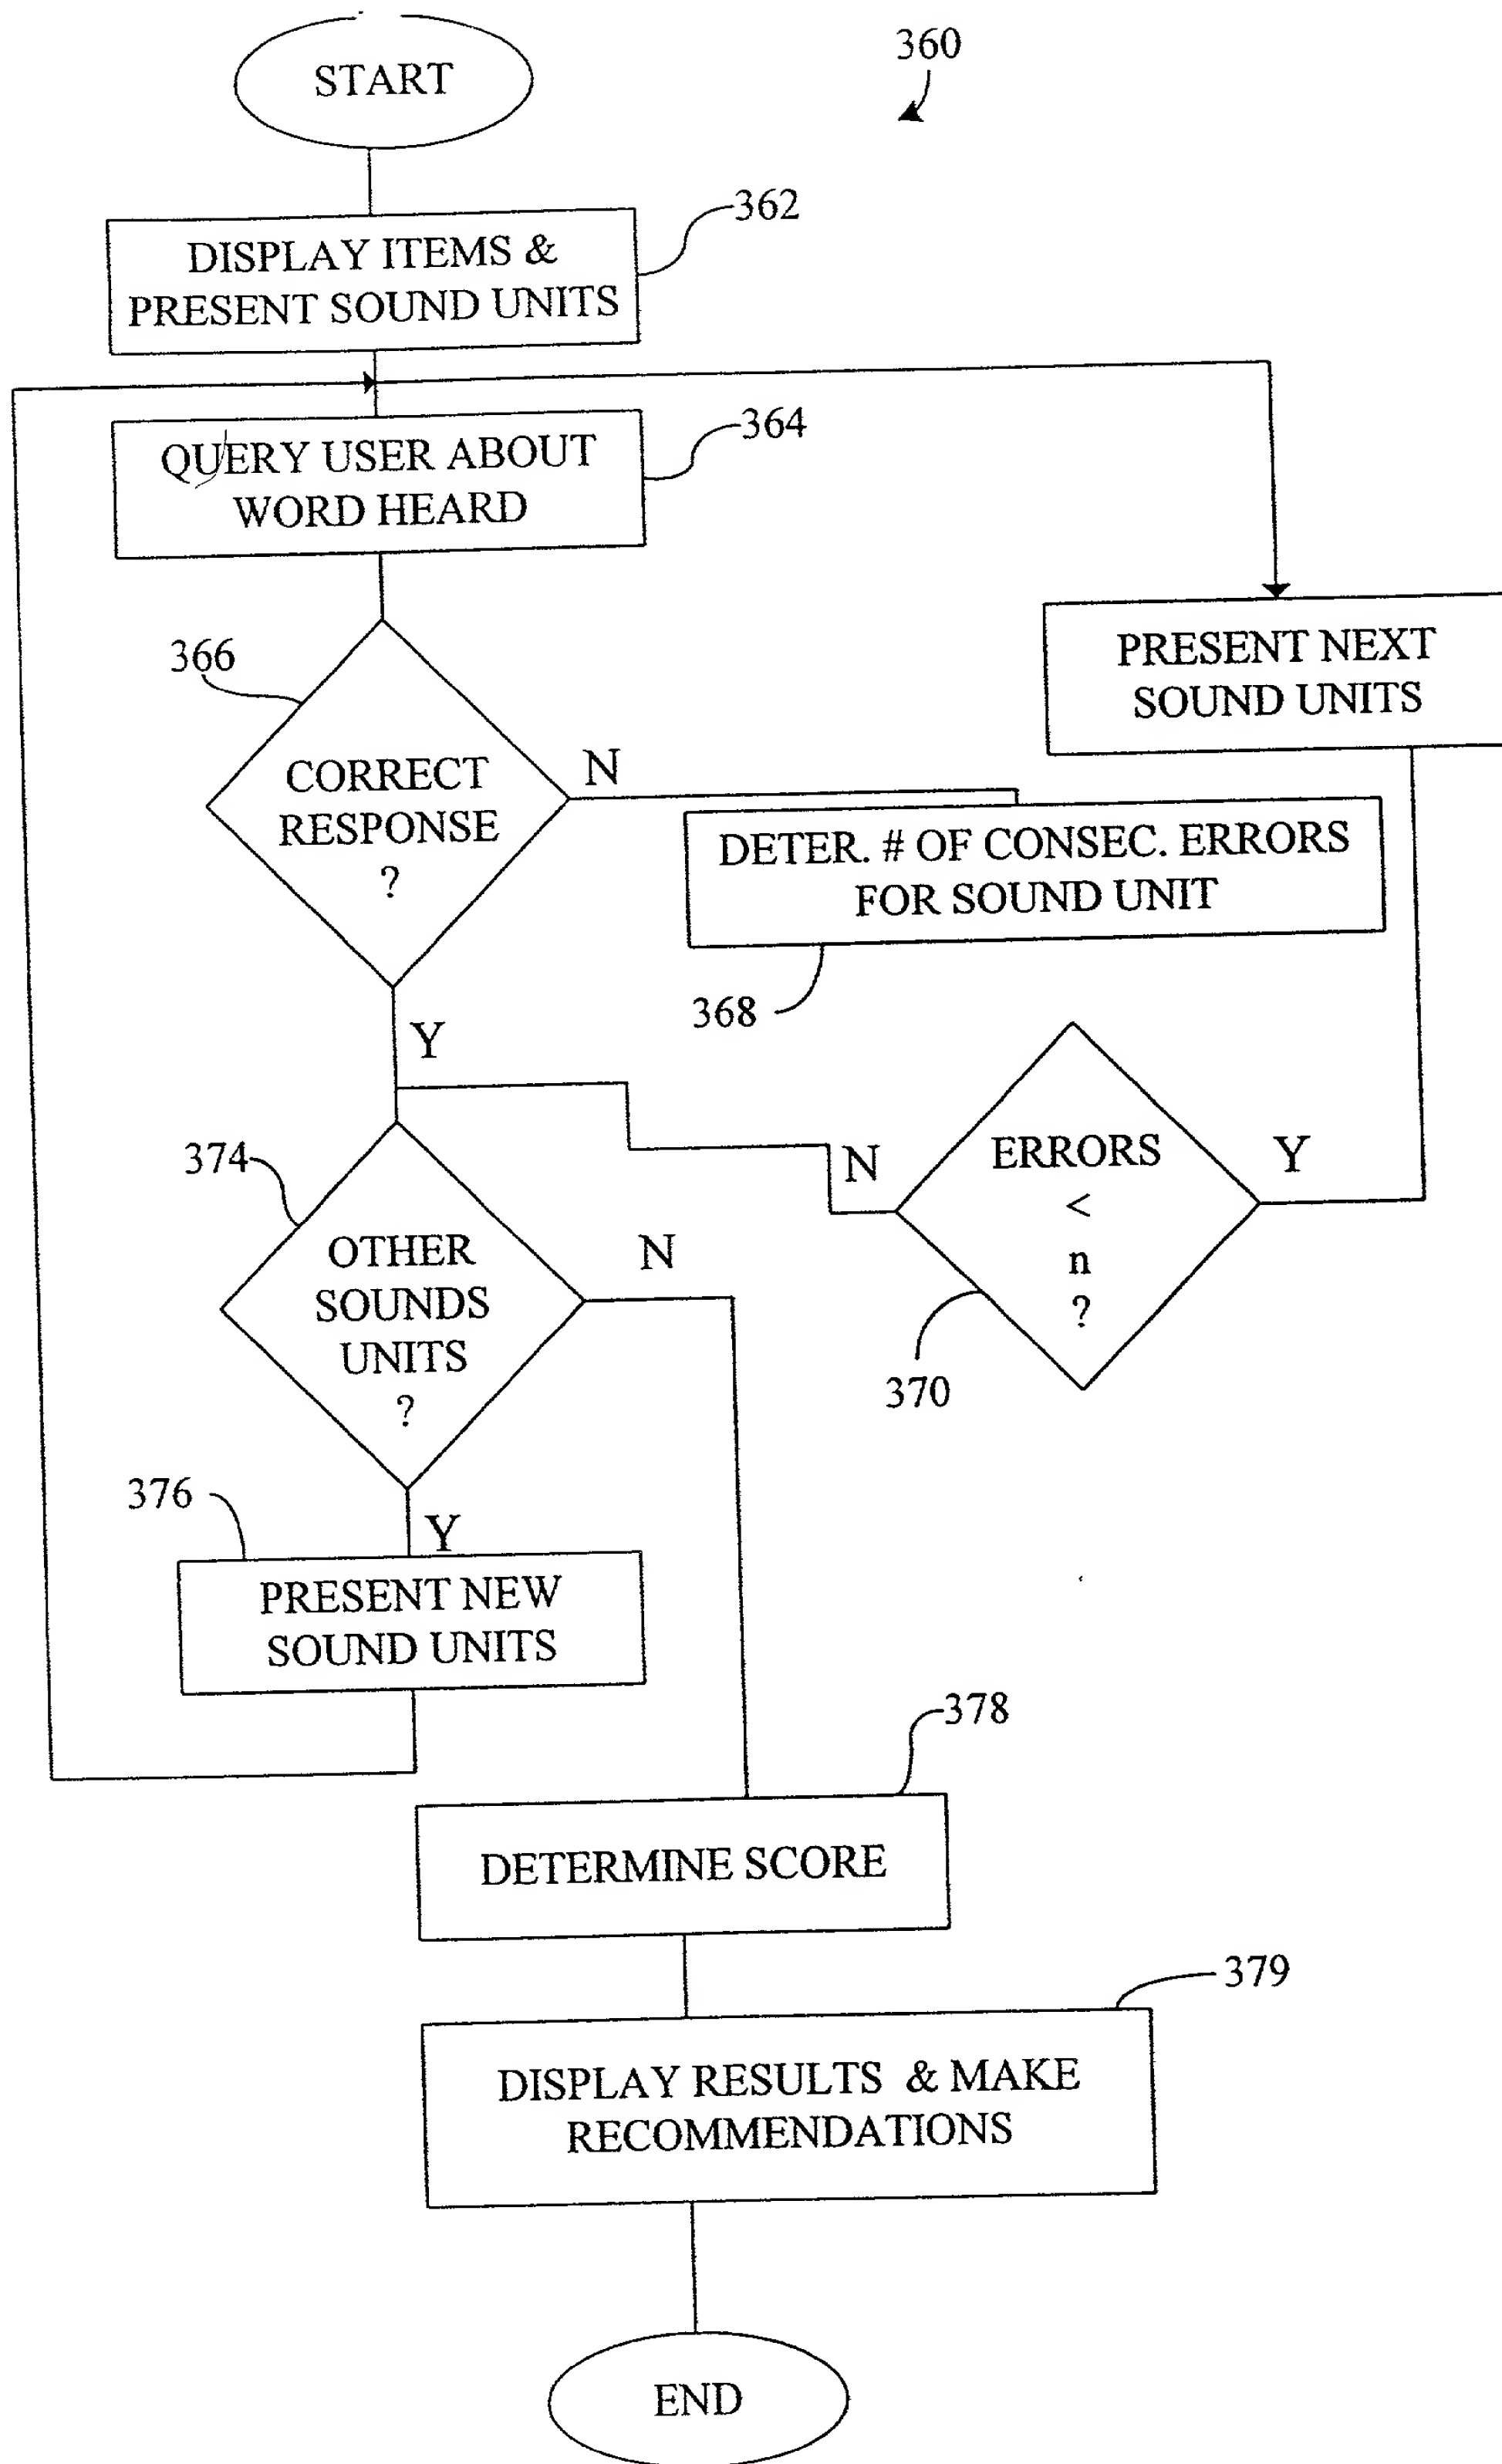 START
360
362
DISPLAY ITEMS &
PRESENT SOUND UNITS
364
QUERY USER ABOUT
WORD HEARD
366
PRESENT NEXT
SOUND UNITS
CORRECT
RESPONSE
?
N
DETER. # OF CONSEC. ERRORS
FOR SOUND UNIT
368
Y
374
N
ERRORS
<
n
?
Y
370
OTHER
SOUNDS
UNITS
?
N
376
Y
PRESENT NEW
SOUND UNITS
378
DETERMINE SCORE
379
DISPLAY RESULTS & MAKE
RECOMMENDATIONS
END